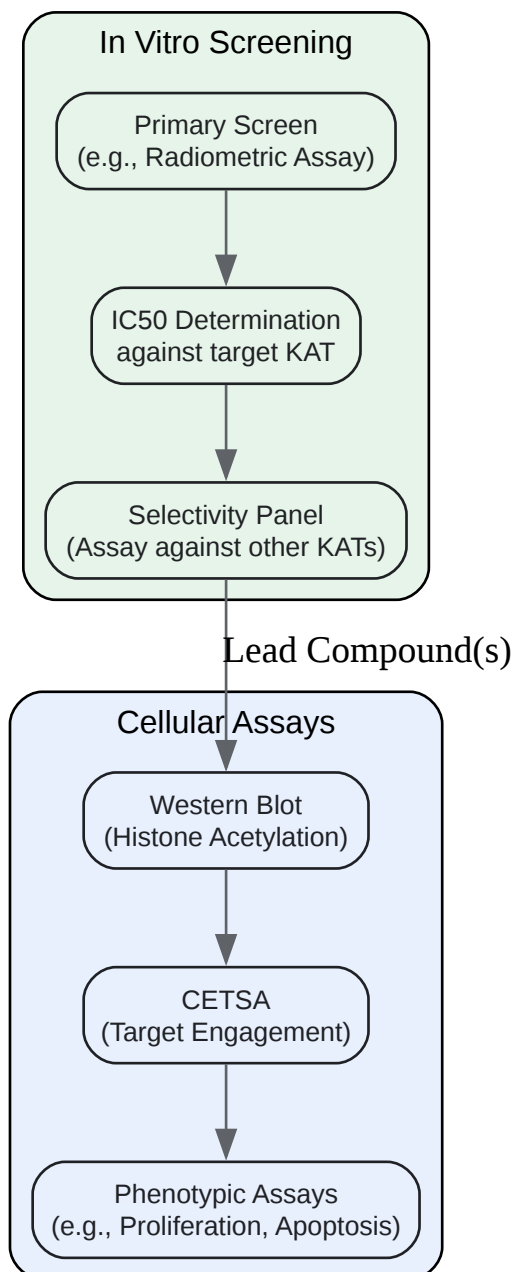 In Vitro Screening
Primary Screen
(e.g., Radiometric Assay)
IC50 Determination
against target KAT
Selectivity Panel
(Assay against other KATs)
Lead Compound(s)
Cellular Assays
Western Blot
(Histone Acetylation)
CETSA
(Target Engagement)
Phenotypic Assays
(e.g., Proliferation, Apoptosis)